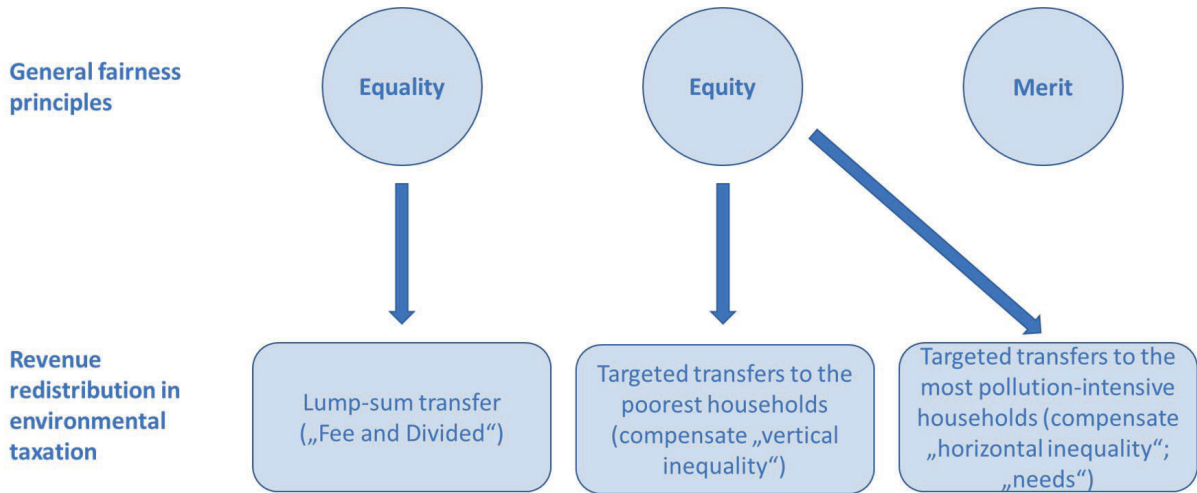 General fairness
principles
Equality
Equity
Merit
Revenue
redistribution in
environmental
taxation
Lump-sum transfer
(„Fee and Divided“)
Targeted transfers to the
poorest households
(compensate „vertical
inequality“)
Targeted transfers to the
most pollution-intensive
households (compensate
„horizontal inequality“;
„needs“)